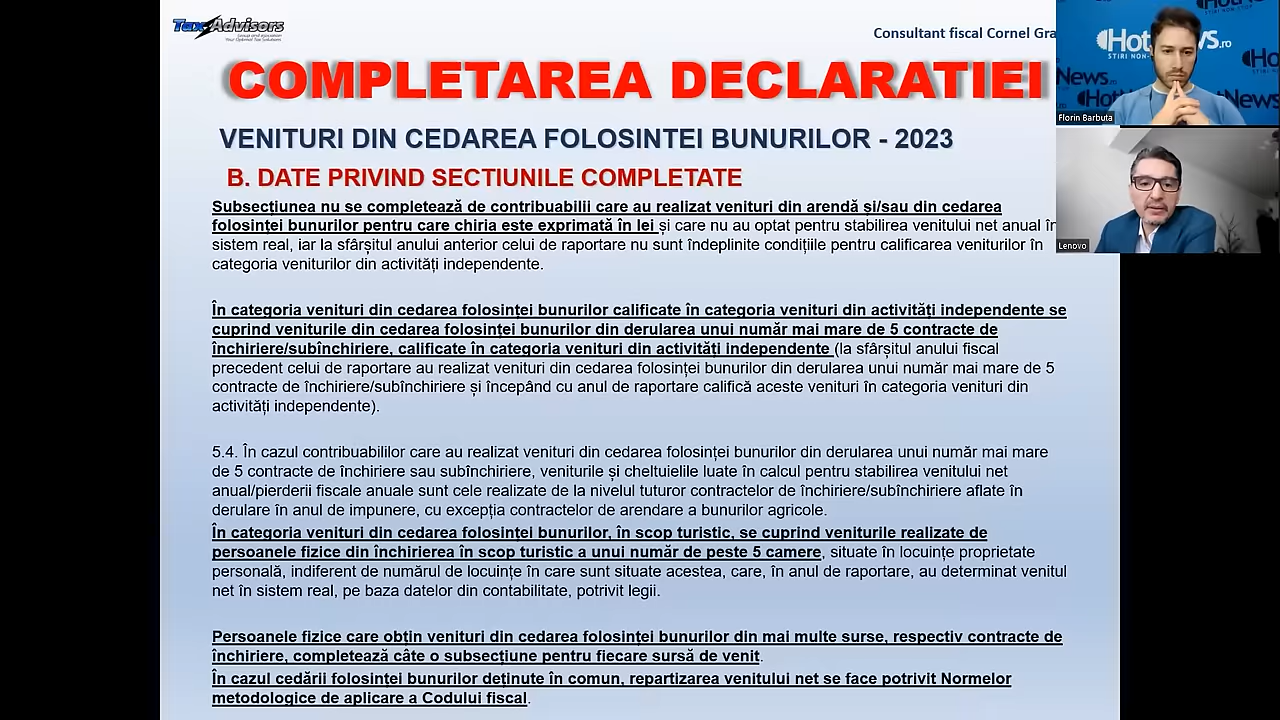 Tax Advisors
Your Optimal Tax Solutions
Consultant fiscal Cornel Gra
COMPLETAREA DECLARATIEI
VENITURI DIN CEDAREA FOLOSINTEI BUNURILOR - 2023
B. DATE PRIVIND SECTIUNILE COMPLETATE
Subsecțiunea nu se completează de contribuabilii care au realizat venituri din arendă si/sau din cedarea
folosinței bunurilor pentru care chiria este exprimată în lei și care nu au optat pentru stabilirea venitului net anual în
sistem real, iar la sfârșitul anului anterior celui de raportare nu sunt îndeplinite condițiile pentru calificarea veniturilor în
categoria veniturilor din activități independente.
În categoria venituri din cedarea folosinței bunurilor calificate în categoria venituri din activități independente se
cuprind veniturile din cedarea folosinței bunurilor din derularea unui număr mai mare de 5 contracte de
închiriere/subînchiriere, calificate în categoria venituri din activități independente (la sfârșitul anului fiscal
precedent celui de raportare au realizat venituri din cedarea folosinței bunurilor din derularea unui număr mai mare de 5
contracte de închiriere/subînchiriere și începând cu anul de raportare califică aceste venituri în categoria venituri din
activități independente).
5.4. În cazul contribuabililor care au realizat venituri din cedarea folosinței bunurilor din derularea unui număr mai mare
de 5 contracte de închiriere sau subînchiriere, veniturile și cheltuielile luate în calcul pentru stabilirea venitului net
anual/pierderii fiscale anuale sunt cele realizate de la nivelul tuturor contractelor de închiriere/subînchiriere aflate în
derulare în anul de impunere, cu excepția contractelor de arendare a bunurilor agricole.
În categoria venituri din cedarea folosinței bunurilor, în scop turistic, se cuprind veniturile realizate de
persoanele fizice din închirierea în scop turistic a unui număr de peste 5 camere, situate în locuințe proprietate
personală, indiferent de numărul de locuințe în care sunt situate acestea, care, în anul de raportare, au determinat venitul
net în sistem real, pe baza datelor din contabilitate, potrivit legii.
Persoanele fizice care obțin venituri din cedarea folosinței bunurilor din mai multe surse, respectiv contracte de
închiriere, completează câte o subsecțiune pentru fiecare sursă de venit.
În cazul cedării folosinței bunurilor deținute în comun, repartizarea venitului net se face potrivit Normelor
metodologice de aplicare a Codului fiscal.
Hot ws.ro
STIRI NON-
News
HotN
tNews
Florin Barbuta
Lenovo